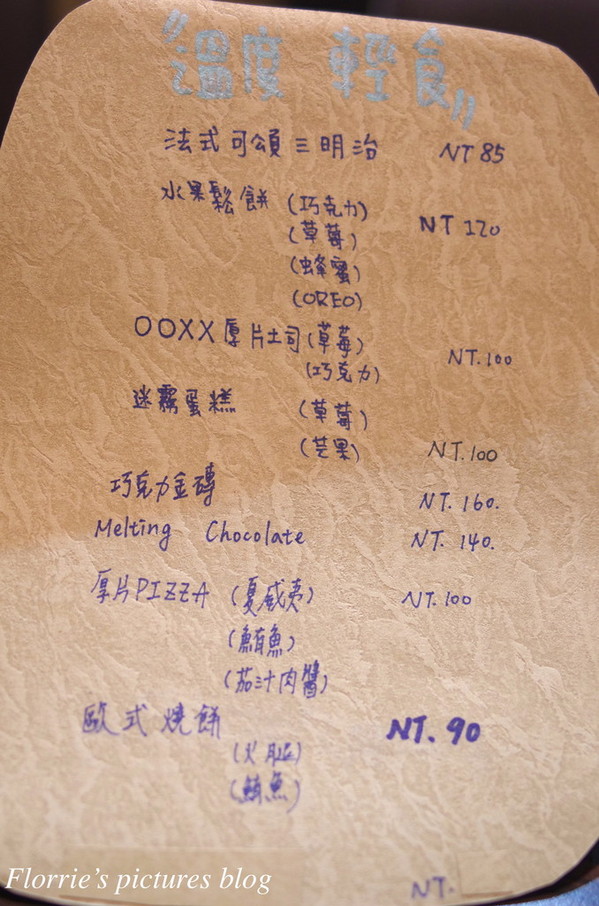 "溫度 輕食"
法式可頌三明治 NT 85
水果鬆餅 (巧克力) NT 120
(草莓)
(蜂蜜)
(OREO)
OOXX厚片土司(草莓) NT.100
(巧克力)
迷霧蛋糕 (草莓)
(芒果) NT.100
巧克力金磚 NT.160.
Melting Chocolate NT.140.
厚片PIZZA (夏威夷) NT.100
(鮪魚)
(茄汁肉醬)
歐式燒餅 NT.90
(火腿)
(鮪魚)
NT.
Florrie's pictures blog